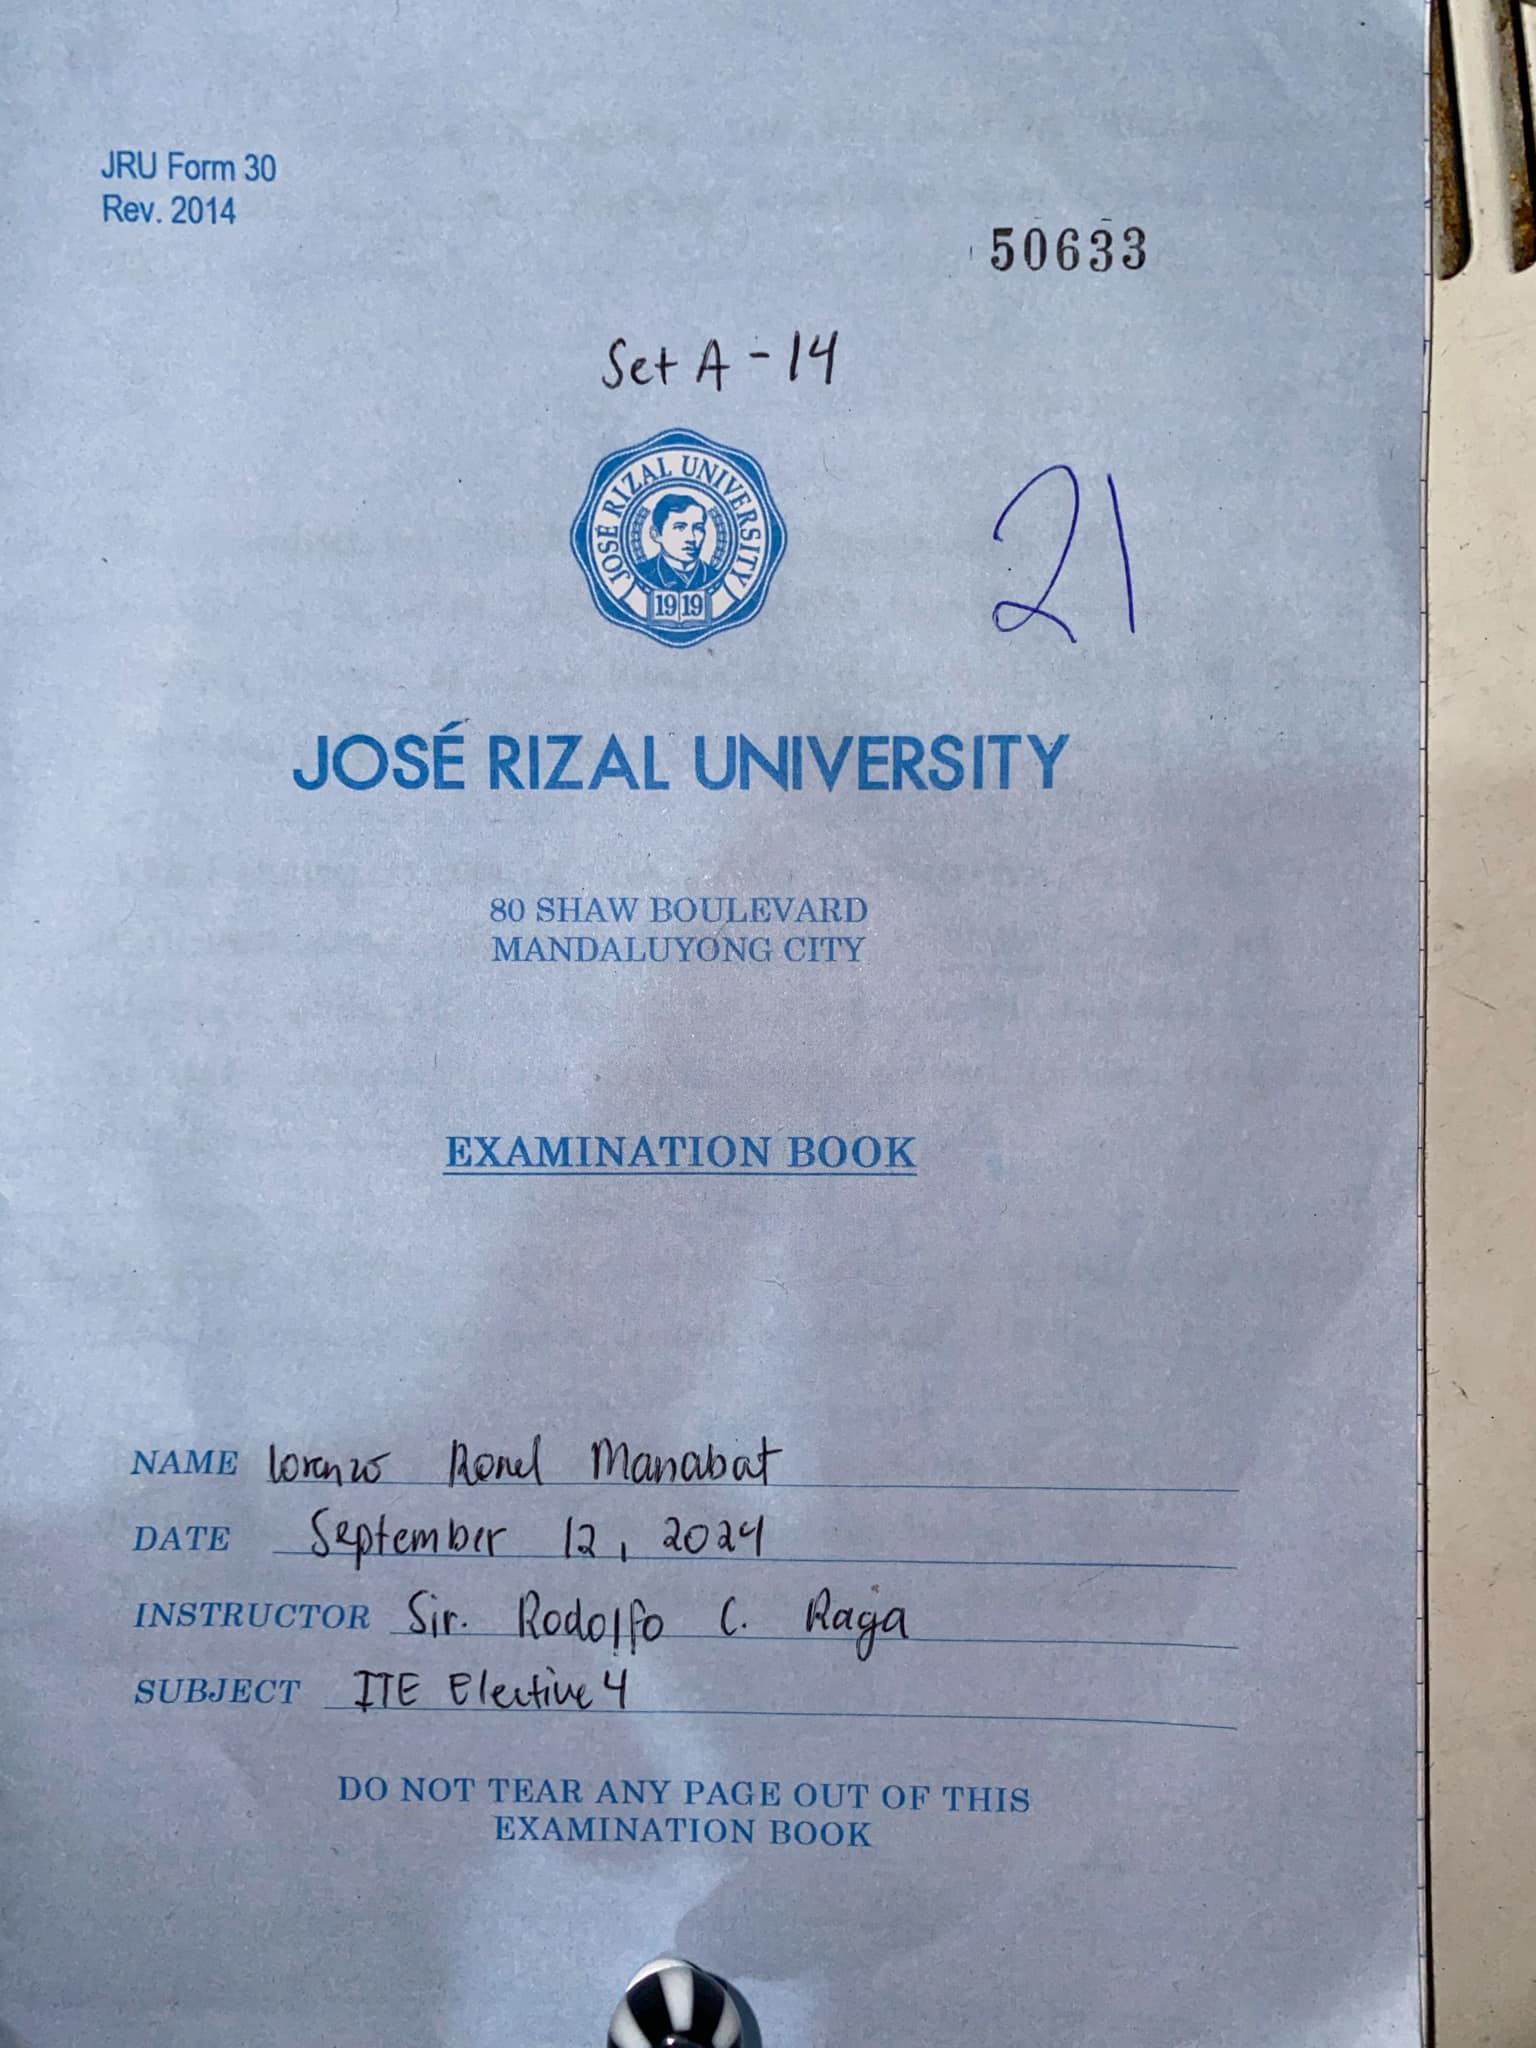 JRU Form 30
Rev. 2014
50633
Set A - 14
JOSÉ RIZAL UNIVERSITY
1919
21
JOSÉ RIZAL UNIVERSITY
80 SHAW BOULEVARD
MANDALUYONG CITY
EXAMINATION BOOK
NAME Lorenzo Ronel Manabat
DATE September 12, 2024
INSTRUCTOR Sir. Rodolfo C. Raga
SUBJECT ITE Elective 4
DO NOT TEAR ANY PAGE OUT OF THIS
EXAMINATION BOOK